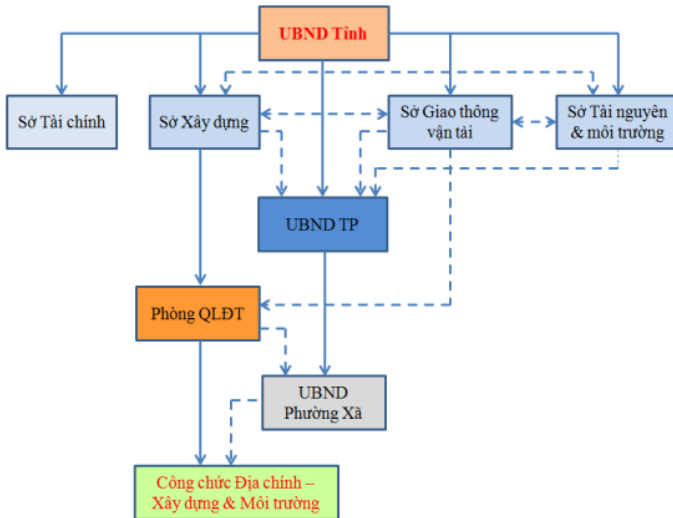 UBND Tỉnh
Sở Tài chính
Sở Xây dựng
Sở Giao thông
vận tải
Sở Tài nguyên
& môi trường
UBND TP
Phòng QLĐT
UBND
Phường Xã
Công chức Địa chính –
Xây dựng & Môi trường